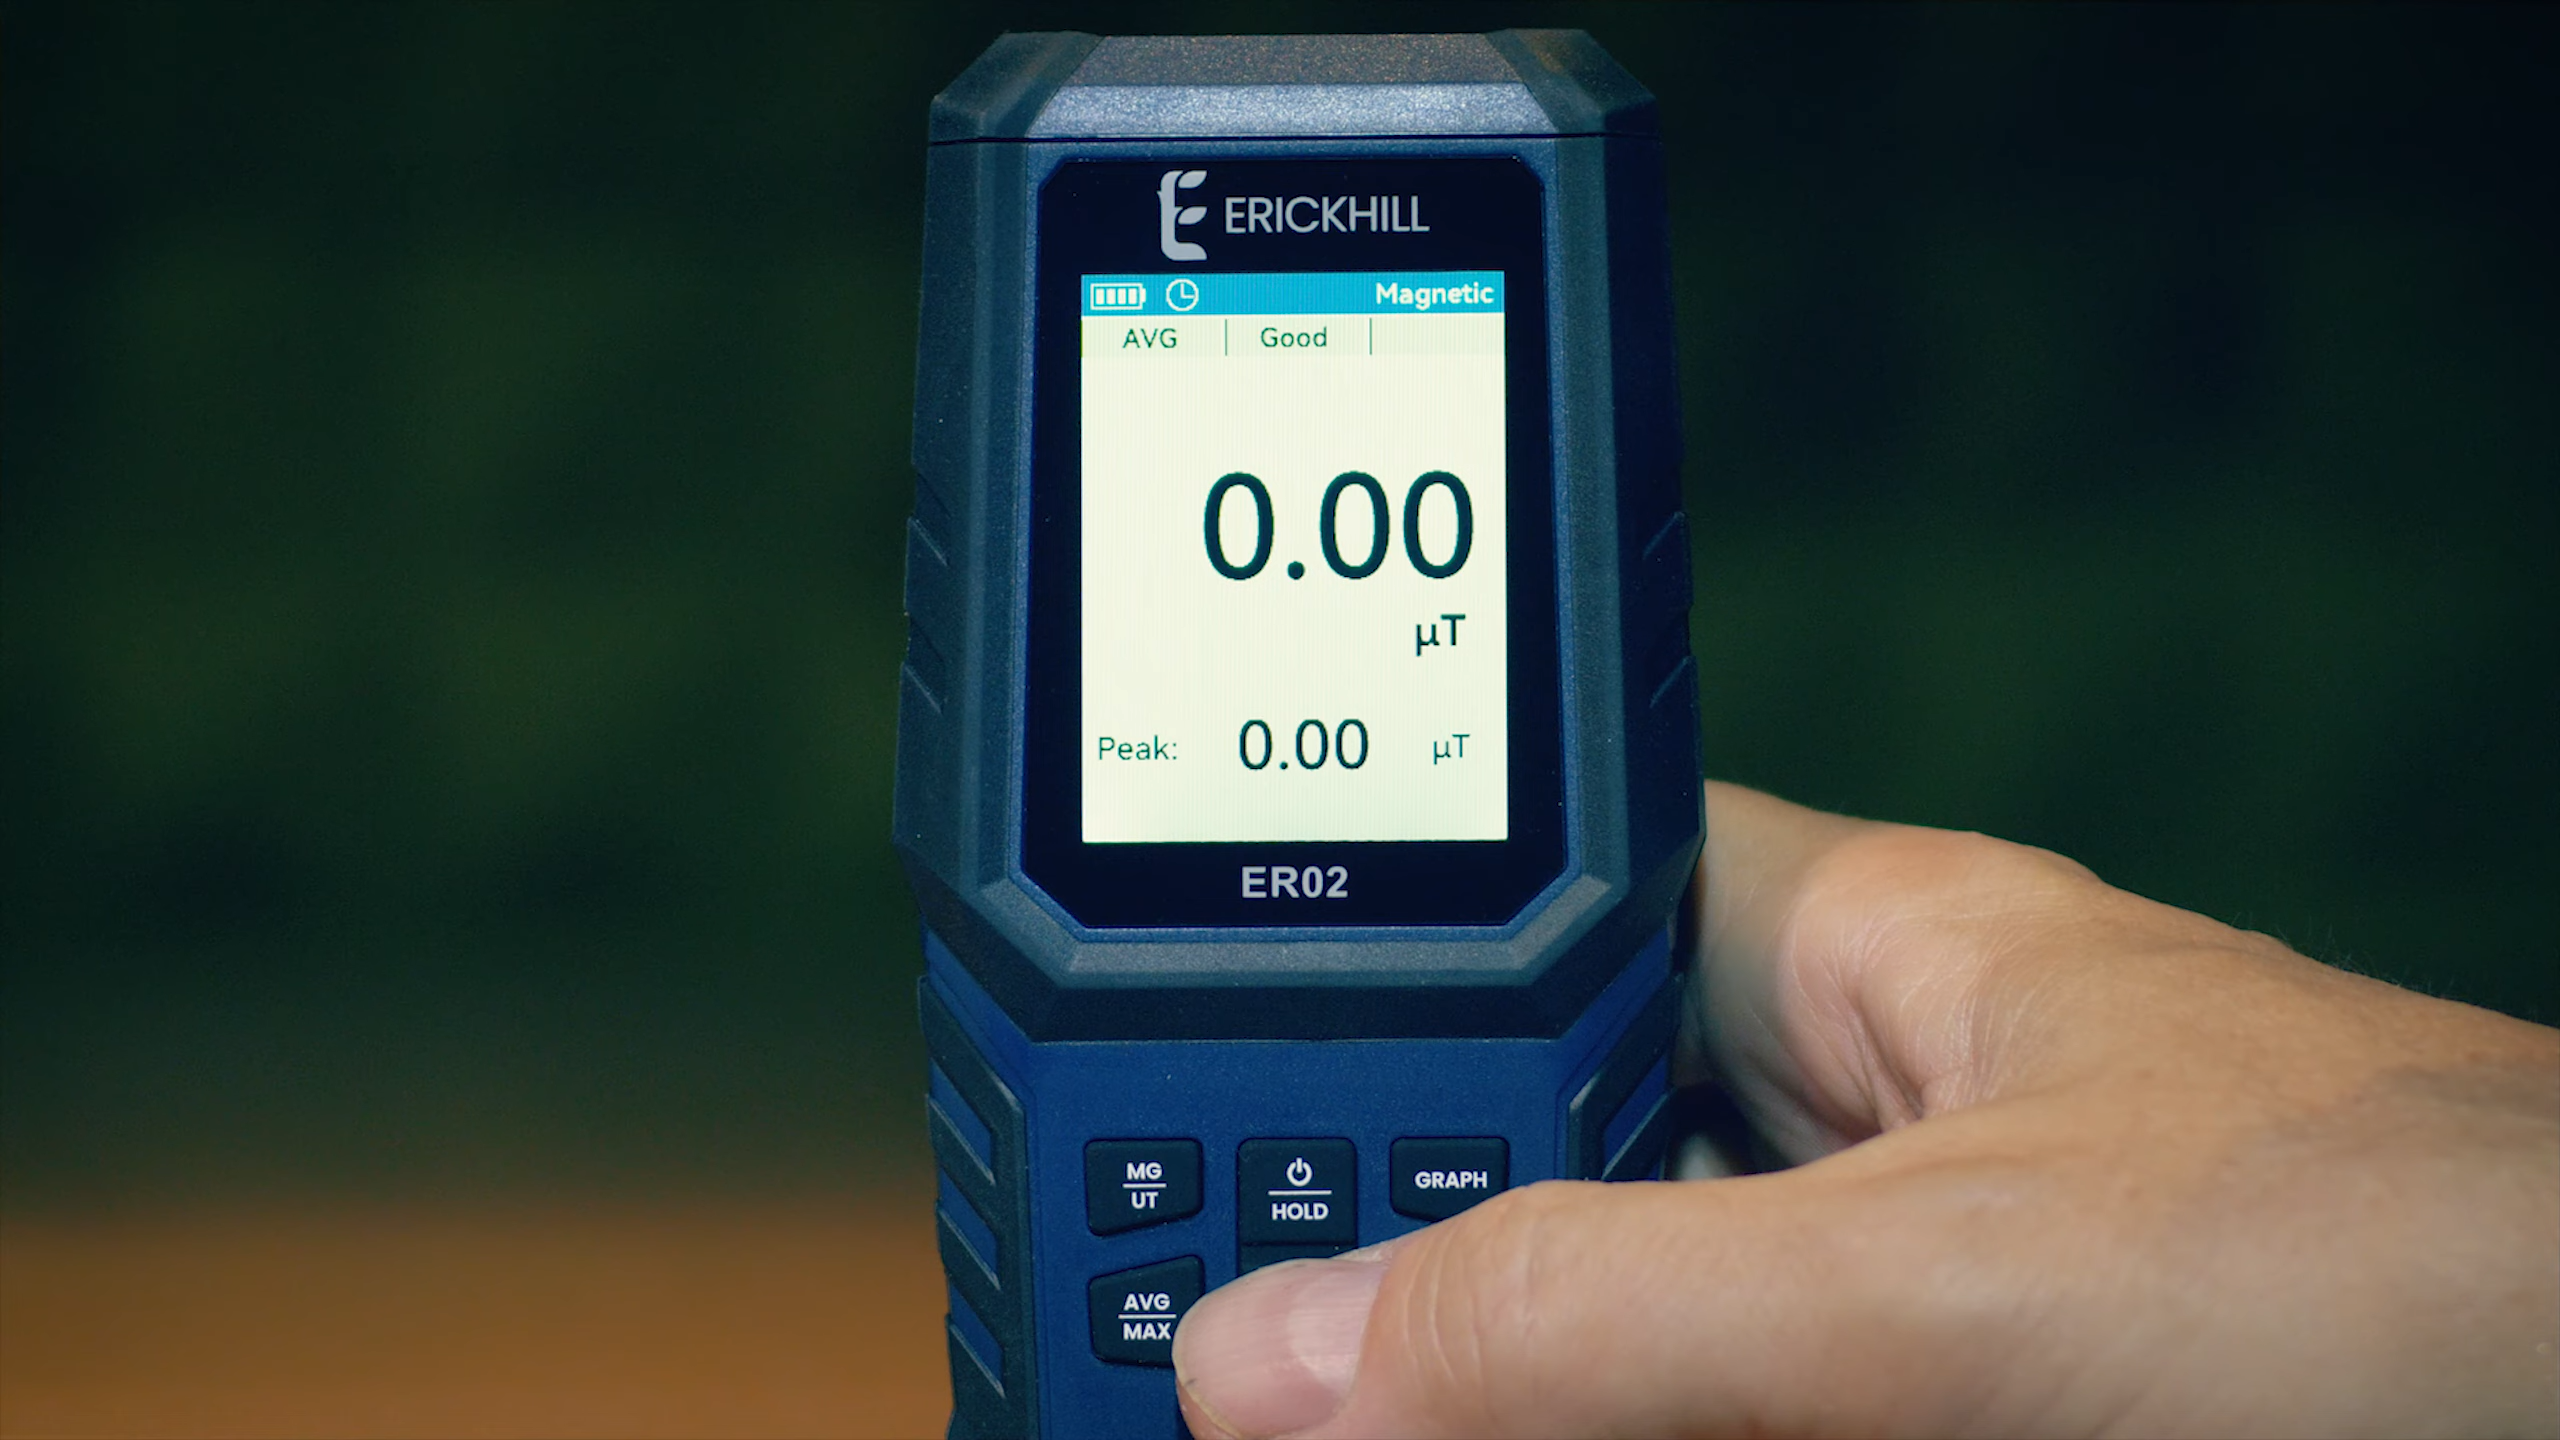 ERICKHILL
Magnetic
AVG Good
0.00
µT
Peak: 0.00 µT
ER02
MG
UT
HOLD
GRAPH
AVG
MAX